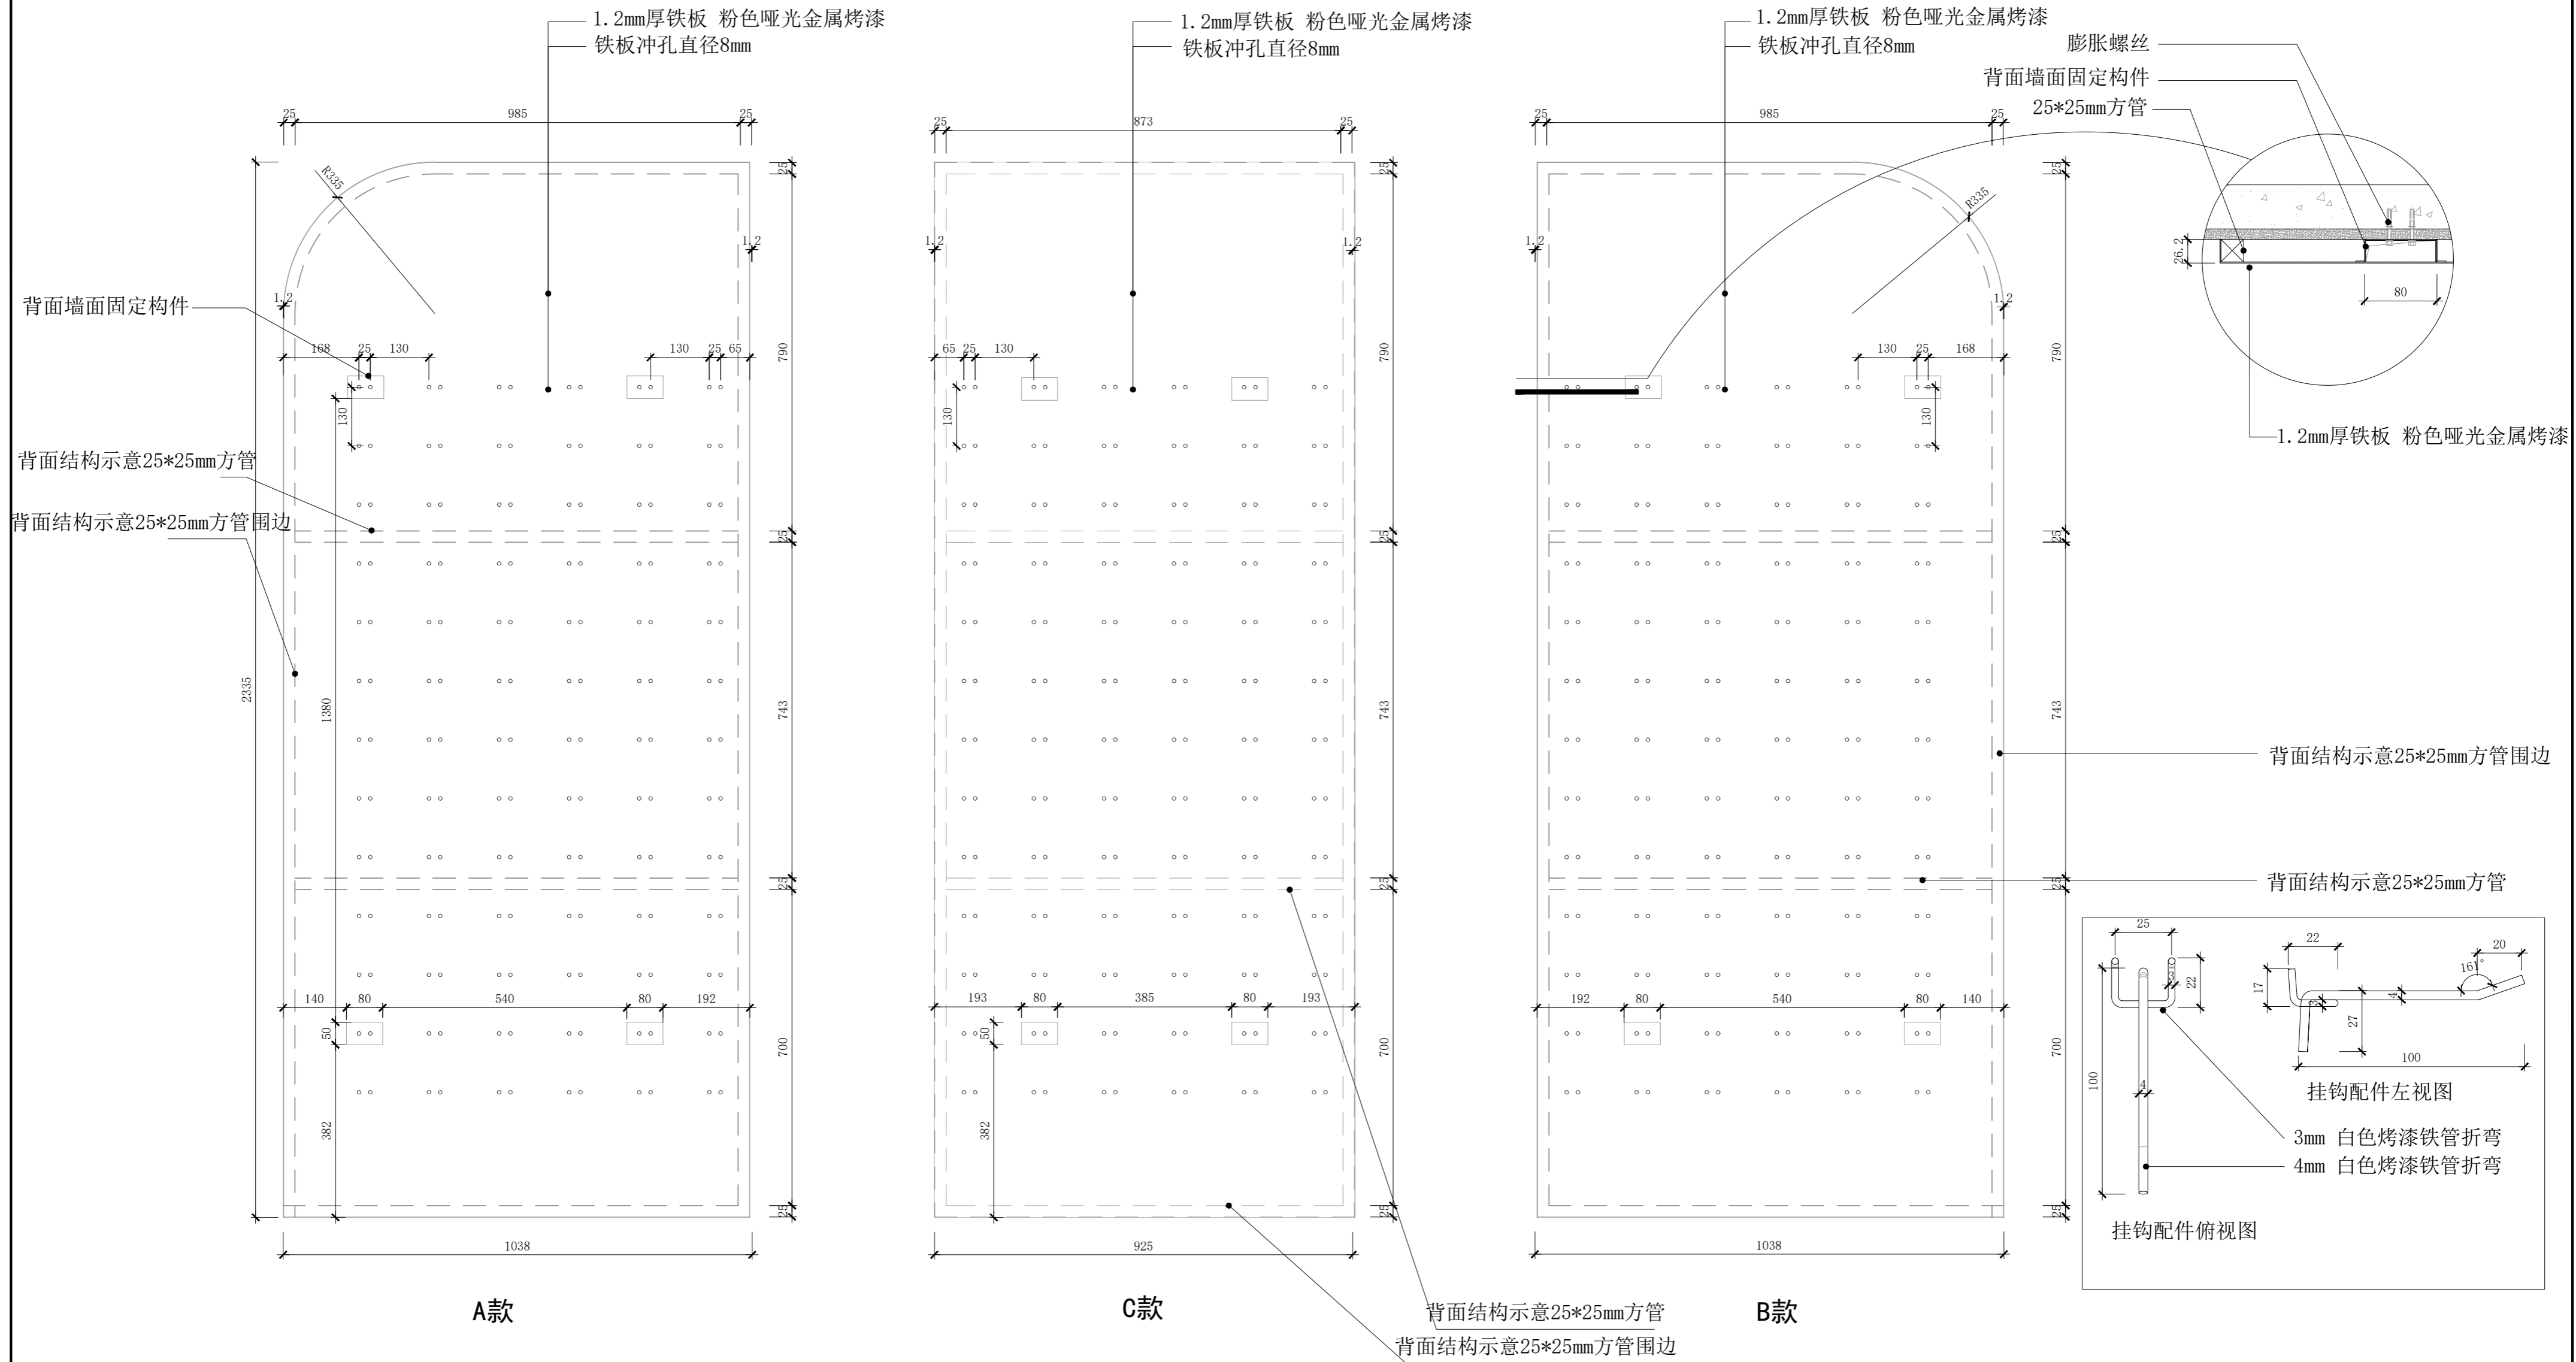 1.2mm厚铁板 粉色哑光金属烤漆
铁板冲孔直径8mm
1.2mm厚铁板 粉色哑光金属烤漆
铁板冲孔直径8mm
1.2mm厚铁板 粉色哑光金属烤漆
铁板冲孔直径8mm
膨胀螺丝
背面墙面固定构件
25*25mm方管
25 985 25
25 873 25
25 985 25
R335
R335
25
25
25
1.2
1.2
1.2
1.2
1.2
1.2
26.2
80
1.2mm厚铁板 粉色哑光金属烤漆
背面墙面固定构件
168 25 130
130 25 65
65 25 130
130 25 168
790
790
790
130
130
130
背面结构示意25*25mm方管
背面结构示意25*25mm方管围边
25
25
25
2335
1380
743
743
743
背面结构示意25*25mm方管围边
25
25
25
背面结构示意25*25mm方管
140 80 540 80 192
193 80 385 80 193
192 80 540 80 140
50
50
382
382
700
700
700
25
25
25
1038
925
1038
A款
C款
B款
背面结构示意25*25mm方管
背面结构示意25*25mm方管围边
25
3
22
100
4
挂钩配件俯视图
22
20
161°
17
3
4
27
100
挂钩配件左视图
3mm 白色烤漆铁管折弯
4mm 白色烤漆铁管折弯